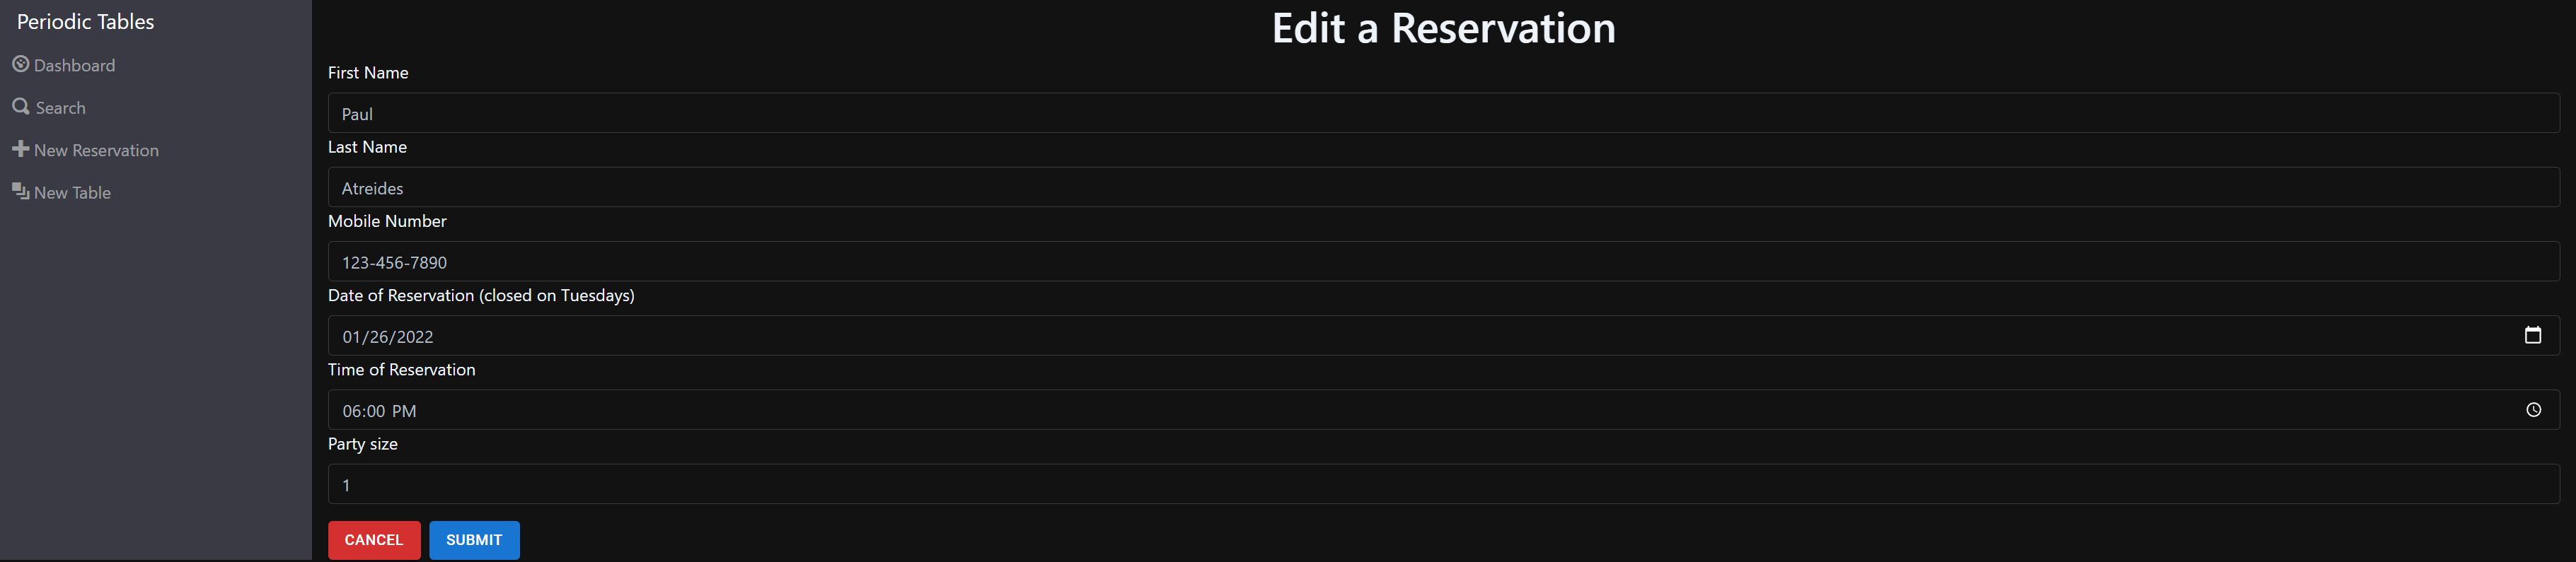 Periodic Tables
Dashboard
Search
New Reservation
New Table
Edit a Reservation
First Name
Paul
Last Name
Atreides
Mobile Number
123-456-7890
Date of Reservation (closed on Tuesdays)
01/26/2022
Time of Reservation
06:00 PM
Party size
1
CANCEL SUBMIT